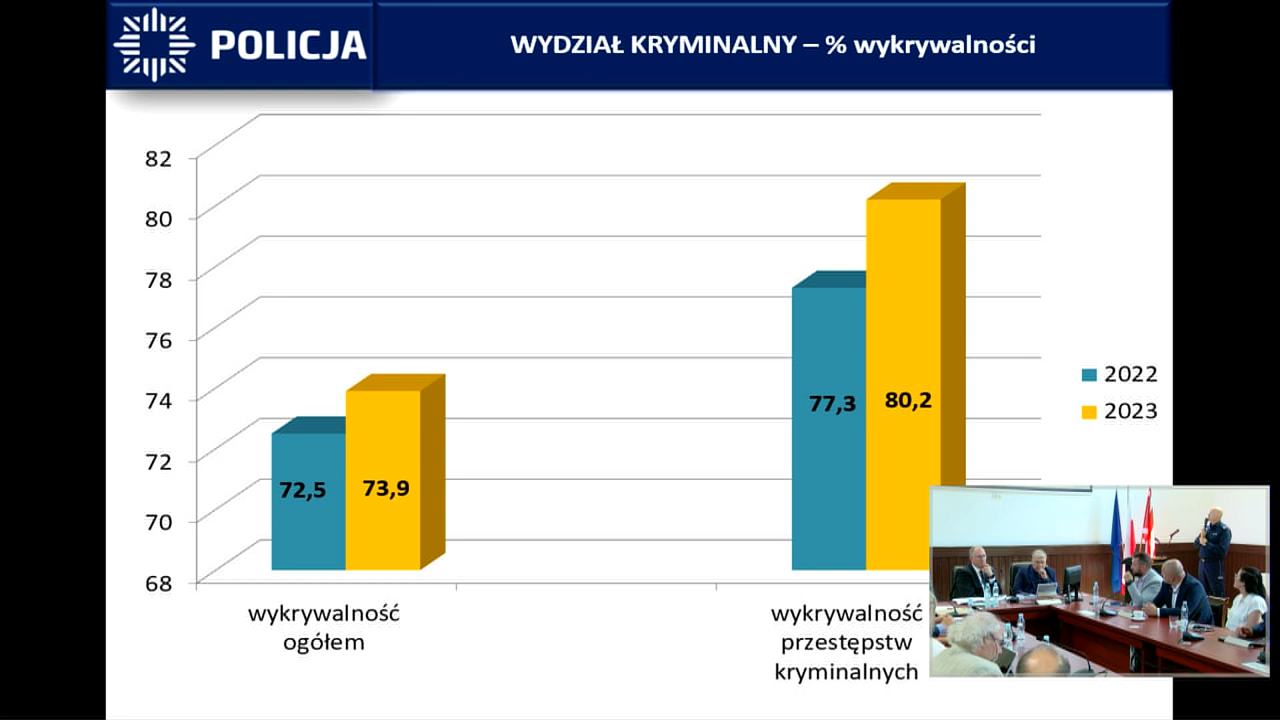 POLICJA
WYDZIAŁ KRYMINALNY – % wykrywalności
82
80
78
76
74
72
70
68
72,5
73,9
77,3
80,2
2022
2023
wykrywalność
ogółem
wykrywalność
przestępstw
kryminalnych